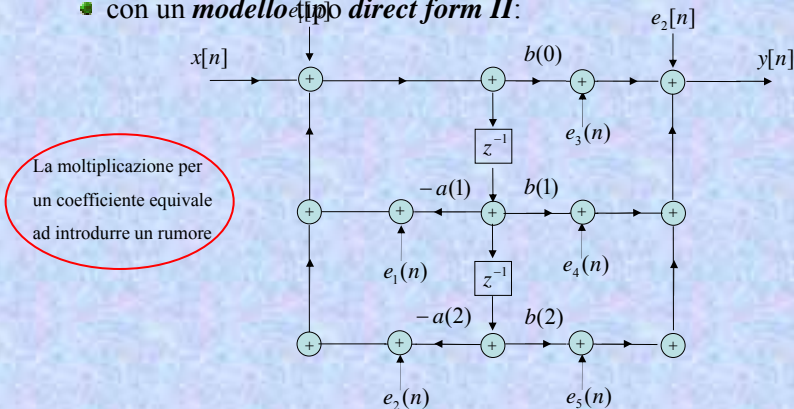 con un modello tipo direct form II:
e₂[n]
x[n]
b(0)
y[n]
+ + + +
e₃(n)
z⁻¹
La moltiplicazione per
un coefficiente equivale
ad introdurre un rumore
−a(1) b(1)
+ + + + +
e₁(n) e₄(n)
z⁻¹
−a(2) b(2)
+ + + + +
e₂(n) e₅(n)